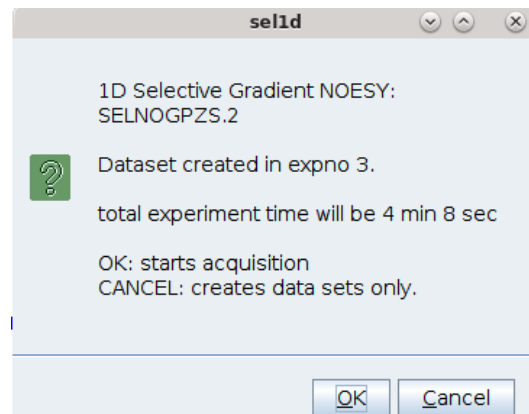 sel1d
1D Selective Gradient NOESY:
SELNOGPZS.2
Dataset created in expno 3.
total experiment time will be 4 min 8 sec
OK: starts acquisition
CANCEL: creates data sets only.
OK
Cancel